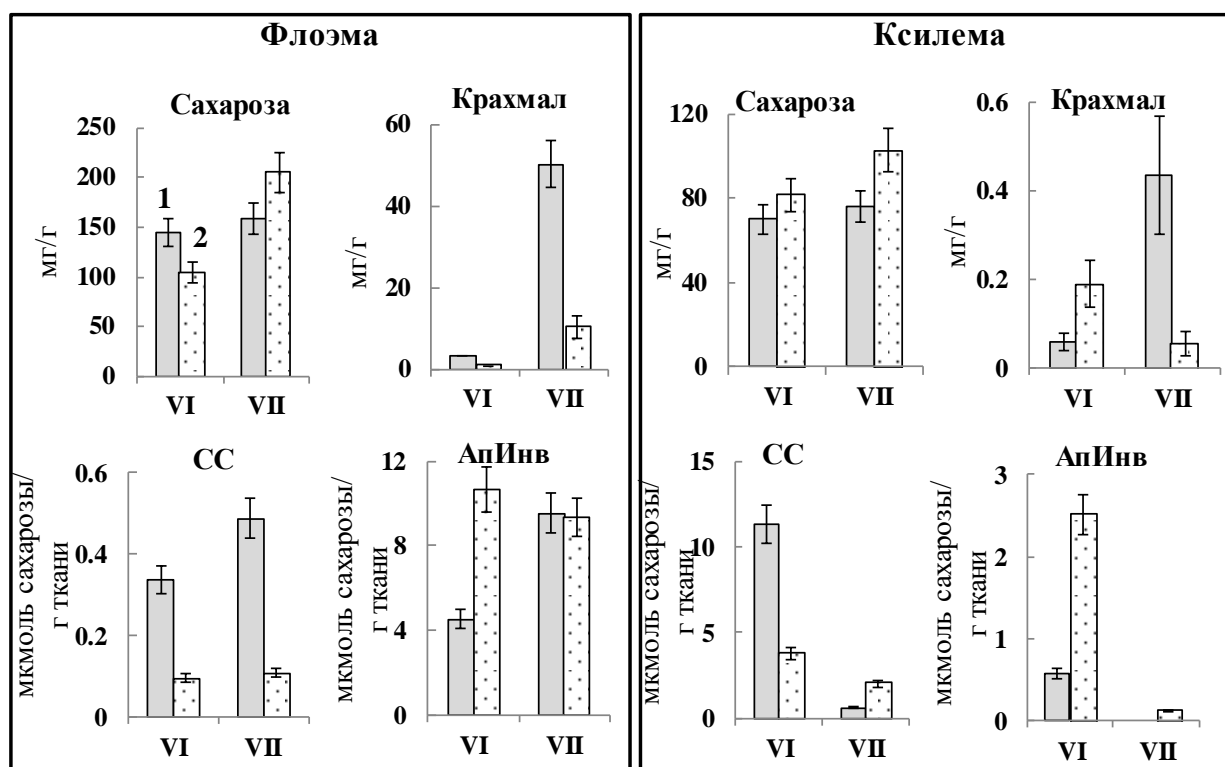 Флоэма
Сахароза
мг/г
250
200
150
100
50
0
1
2
VI
VII
Крахмал
60
40
20
0
VI
VII
СС
мкмоль сахарозы/
г ткани
0.6
0.4
0.2
0
VI
VII
АпИнв
мкмоль сахарозы/
г ткани
12
8
4
0
VI
VII
Ксилема
Сахароза
мг/г
120
80
40
0
VI
VII
Крахмал
мг/г
0.6
0.4
0.2
0
VI
VII
СС
мкмоль сахарозы/
г ткани
15
10
5
0
VI
VII
АпИнв
мкмоль сахарозы/
г ткани
3
2
1
0
VI
VII